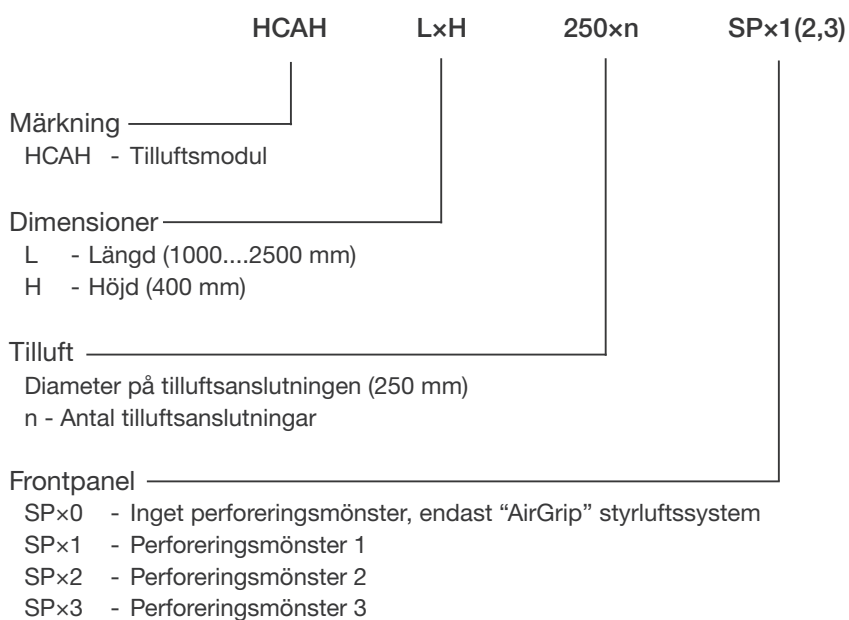 HCAH L×H 250×n SP×1(2,3)
Märkning
HCAH - Tilluftsmodul
Dimensioner
L - Längd (1000....2500 mm)
H - Höjd (400 mm)
Tilluft
Diameter på tilluftsanslutningen (250 mm)
n - Antal tilluftsanslutningar
Frontpanel
SP×0 - Inget perforeringsmönster, endast “AirGrip” styrluftssystem
SP×1 - Perforeringsmönster 1
SP×2 - Perforeringsmönster 2
SP×3 - Perforeringsmönster 3